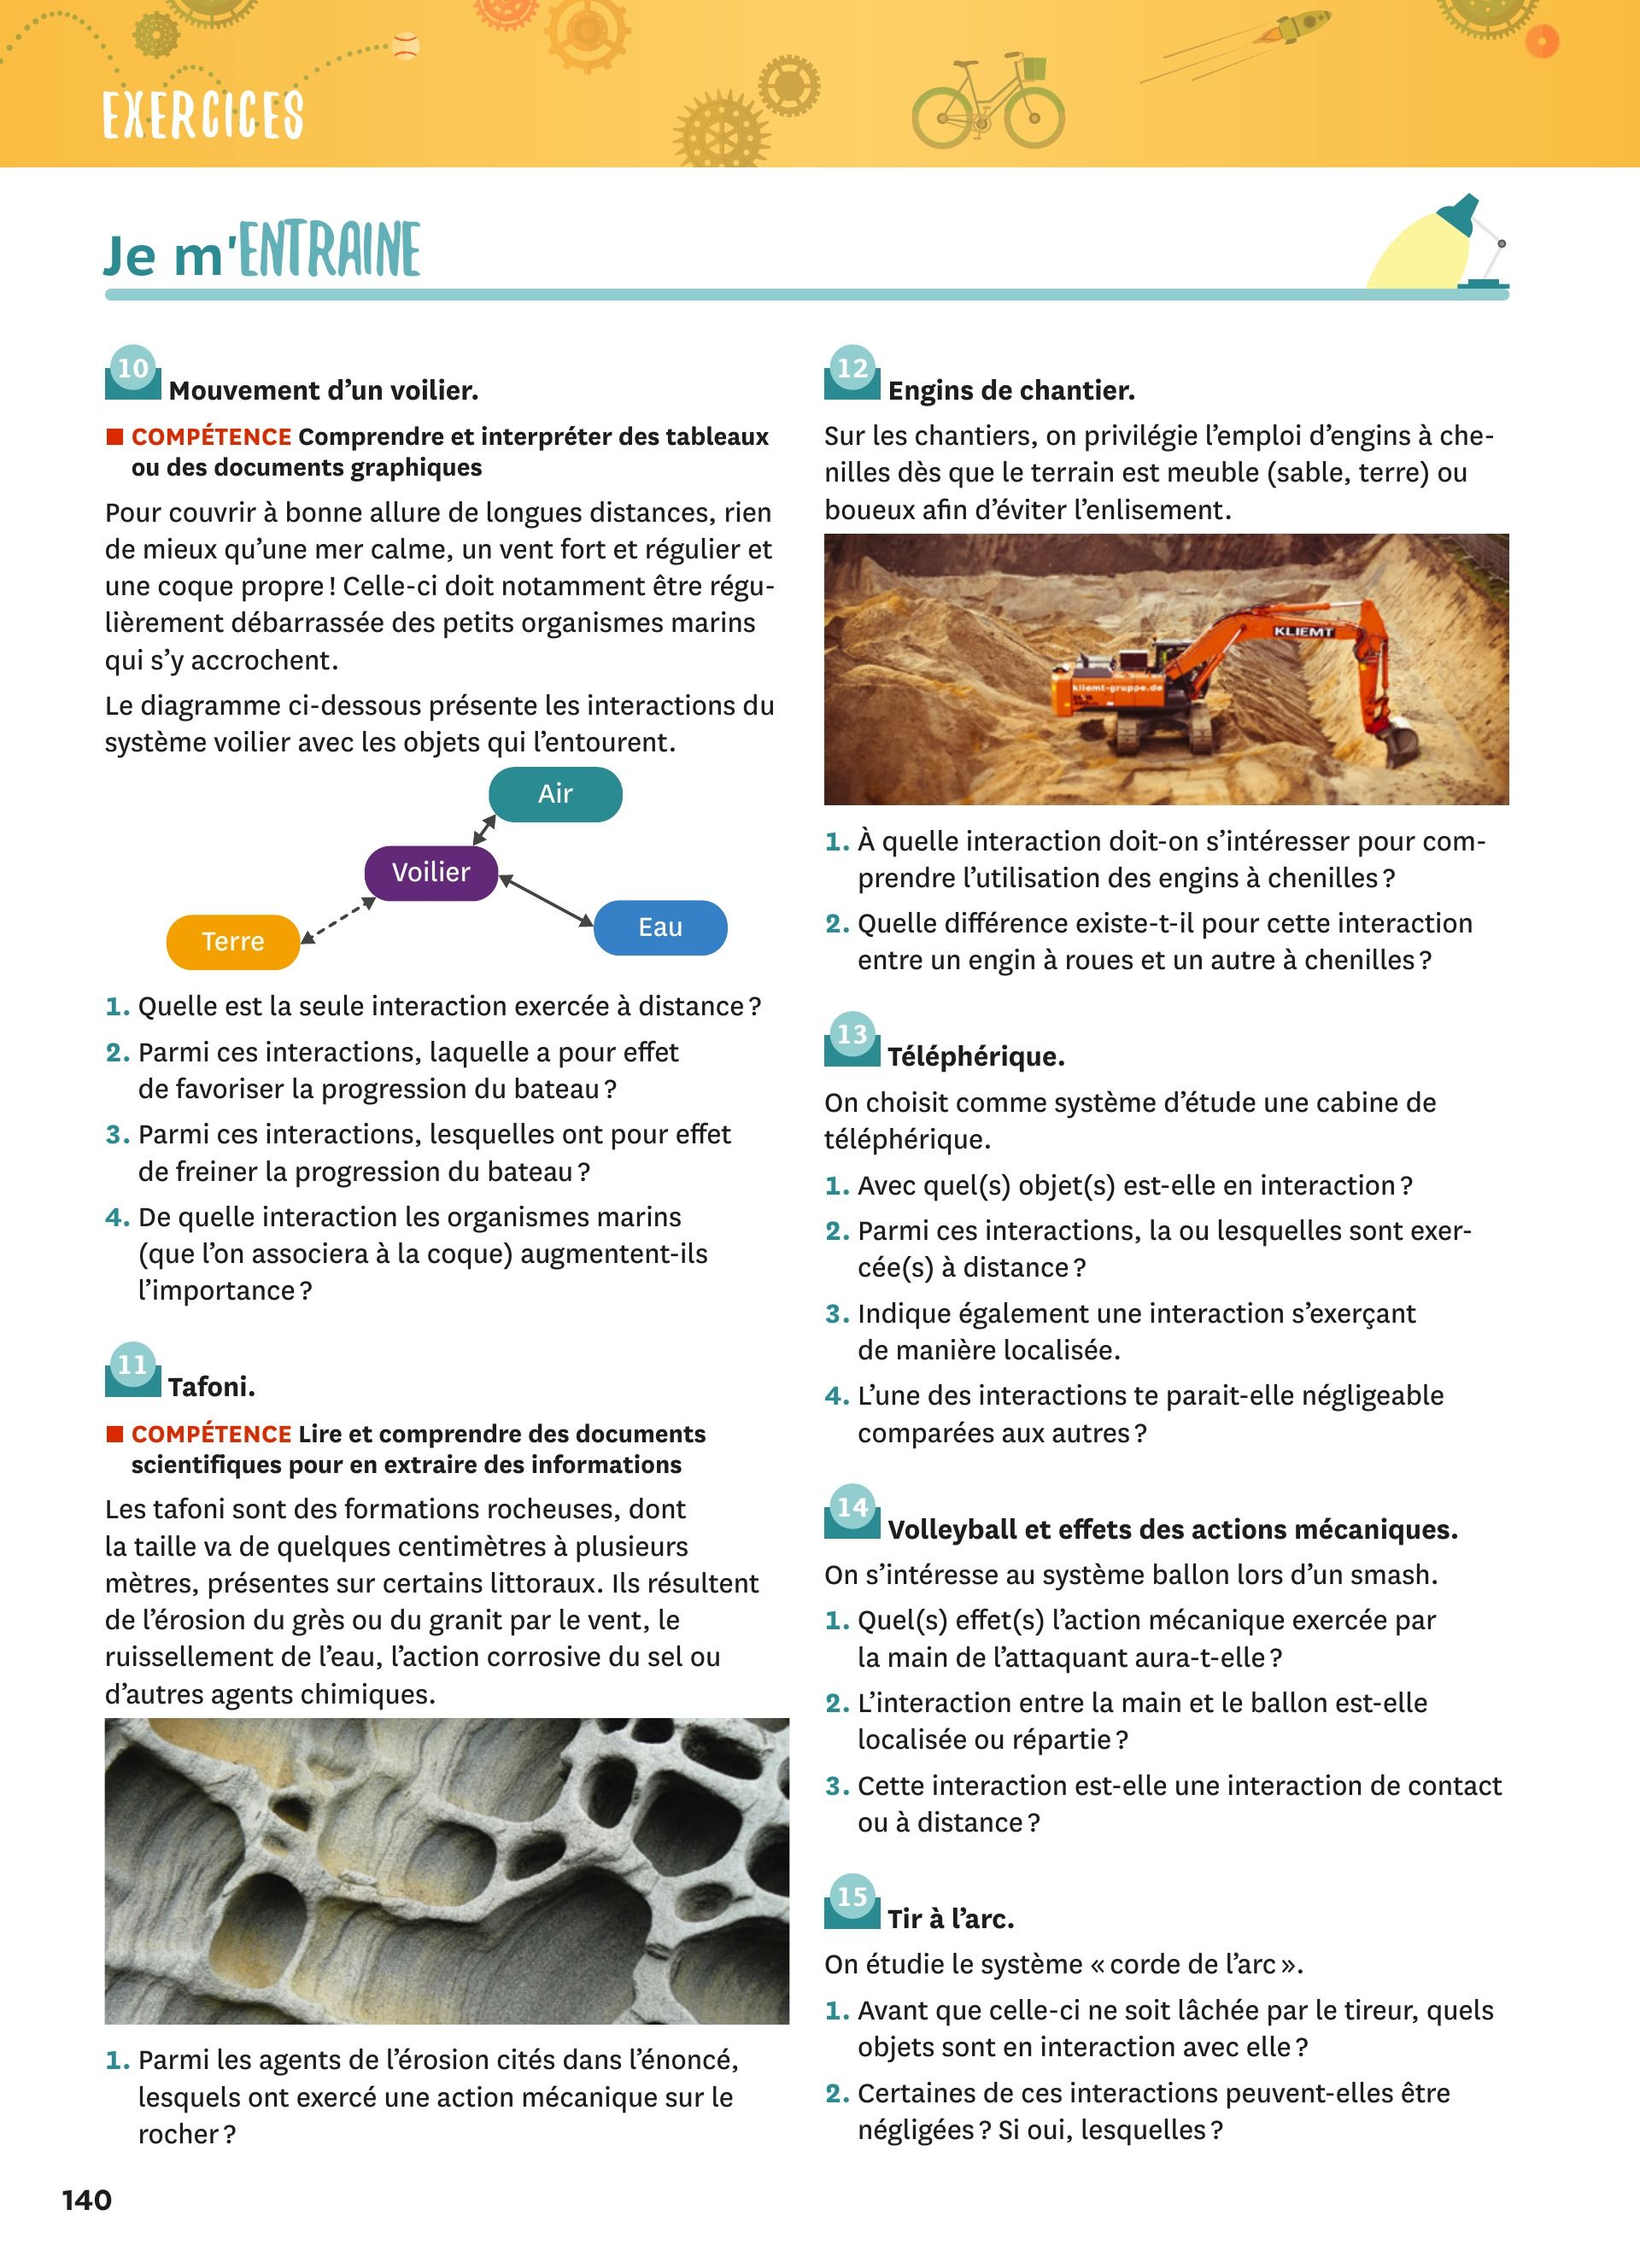 EXERCICES
Je m'ENTRAINE
10 Mouvement d’un voilier.
COMPÉTENCE Comprendre et interpréter des tableaux
ou des documents graphiques
Pour couvrir à bonne allure de longues distances, rien
de mieux qu’une mer calme, un vent fort et régulier et
une coque propre ! Celle-ci doit notamment être régu-
lièrement débarrassée des petits organismes marins
qui s’y accrochent.
Le diagramme ci-dessous présente les interactions du
système voilier avec les objets qui l’entourent.
Air
Voilier
Eau
Terre
1. Quelle est la seule interaction exercée à distance ?
2. Parmi ces interactions, laquelle a pour effet
de favoriser la progression du bateau ?
3. Parmi ces interactions, lesquelles ont pour effet
de freiner la progression du bateau ?
4. De quelle interaction les organismes marins
(que l’on associera à la coque) augmentent-ils
l’importance ?
11 Tafoni.
COMPÉTENCE Lire et comprendre des documents
scientifiques pour en extraire des informations
Les tafoni sont des formations rocheuses, dont
la taille va de quelques centimètres à plusieurs
mètres, présentes sur certains littoraux. Ils résultent
de l’érosion du grès ou du granit par le vent, le
ruissellement de l’eau, l’action corrosive du sel ou
d’autres agents chimiques.
1. Parmi les agents de l’érosion cités dans l’énoncé,
lesquels ont exercé une action mécanique sur le
rocher ?
12 Engins de chantier.
Sur les chantiers, on privilégie l’emploi d’engins à che-
nilles dès que le terrain est meuble (sable, terre) ou
boueux afin d’éviter l’enlisement.
KLIEMT
kliemt-gruppe.de
1. À quelle interaction doit-on s’intéresser pour com-
prendre l’utilisation des engins à chenilles ?
2. Quelle différence existe-t-il pour cette interaction
entre un engin à roues et un autre à chenilles ?
13 Téléphérique.
On choisit comme système d’étude une cabine de
téléphérique.
1. Avec quel(s) objet(s) est-elle en interaction ?
2. Parmi ces interactions, la ou lesquelles sont exer-
cée(s) à distance ?
3. Indique également une interaction s’exerçant
de manière localisée.
4. L’une des interactions te parait-elle négligeable
comparées aux autres ?
14 Volleyball et effets des actions mécaniques.
On s’intéresse au système ballon lors d’un smash.
1. Quel(s) effet(s) l’action mécanique exercée par
la main de l’attaquant aura-t-elle ?
2. L’interaction entre la main et le ballon est-elle
localisée ou répartie ?
3. Cette interaction est-elle une interaction de contact
ou à distance ?
15 Tir à l’arc.
On étudie le système « corde de l’arc ».
1. Avant que celle-ci ne soit lâchée par le tireur, quels
objets sont en interaction avec elle ?
2. Certaines de ces interactions peuvent-elles être
négligées ? Si oui, lesquelles ?
140